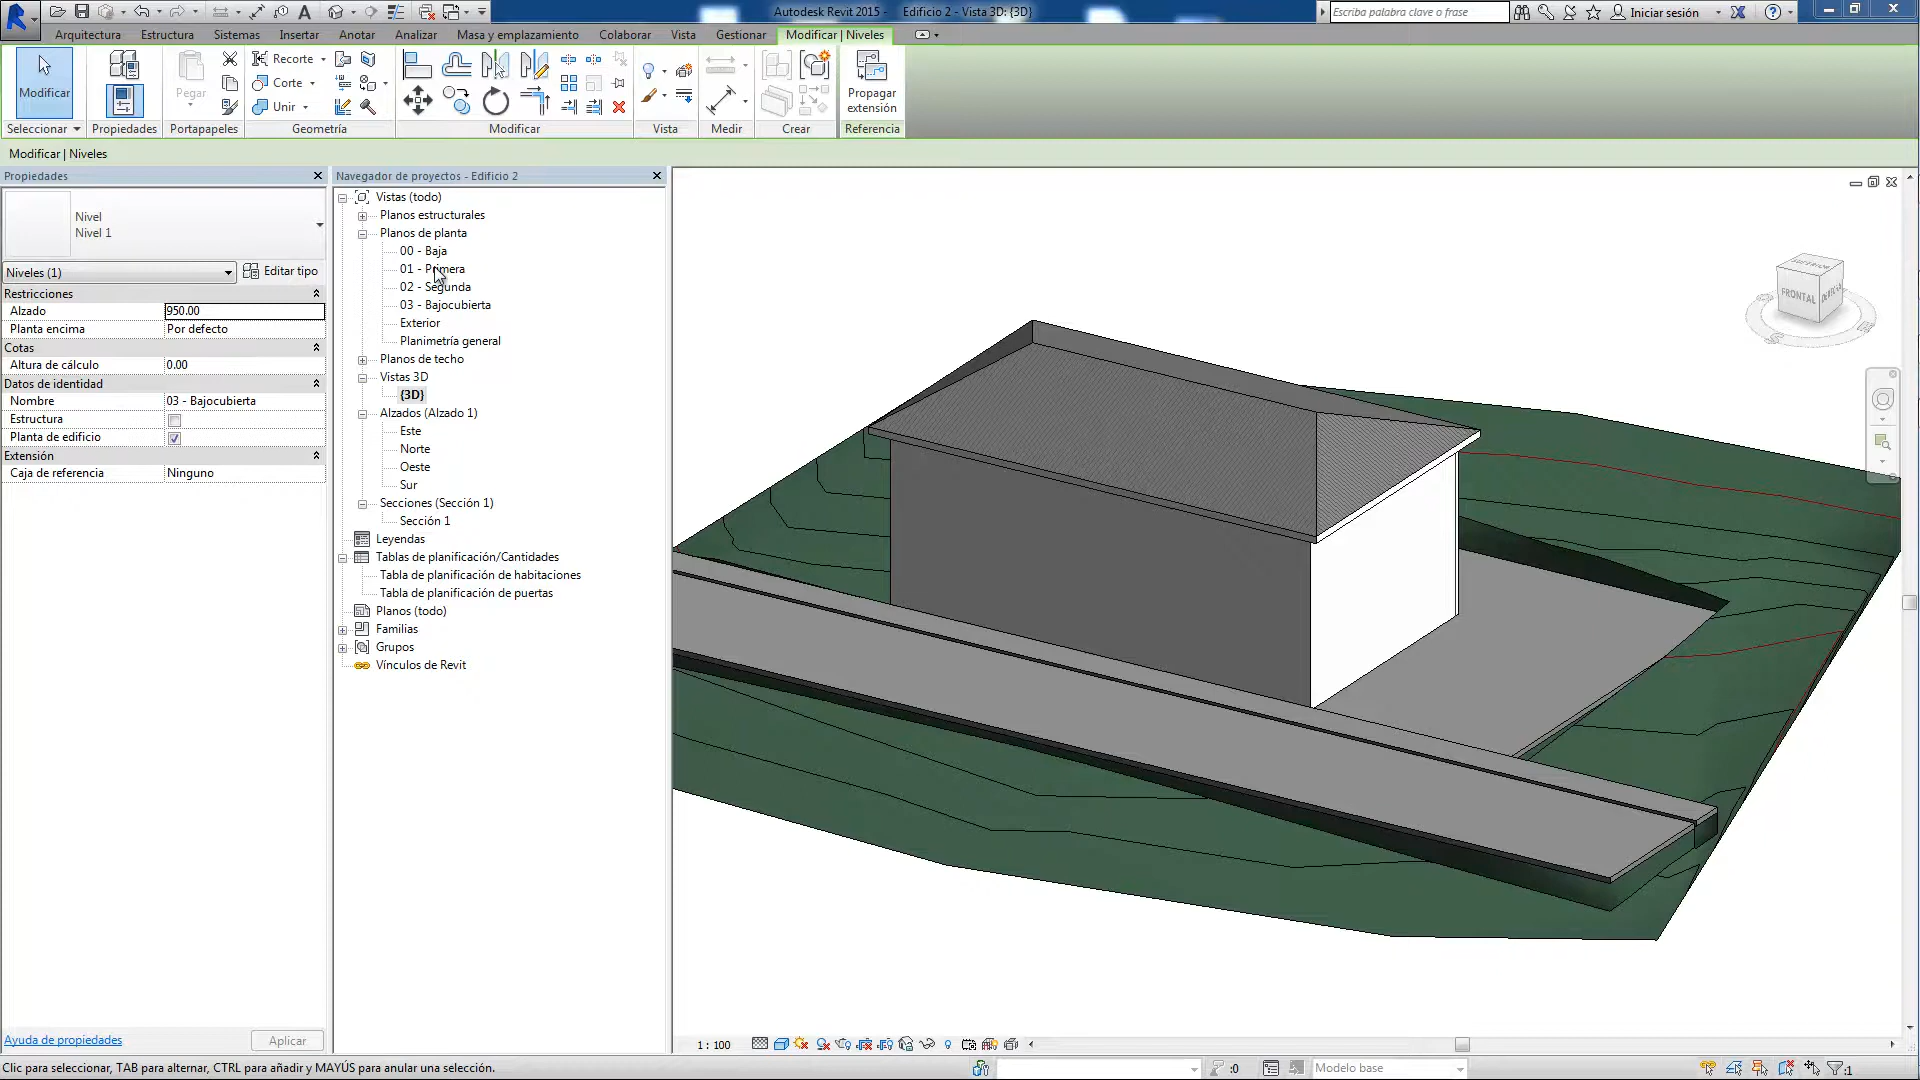 Autodesk Revit 2015 -    Edificio 2 - Vista 3D: {3D}
Escriba palabra clave o frase
Iniciar sesión
Arquitectura Estructura Sistemas Insertar Anotar Analizar Masa y emplazamiento Colaborar Vista Gestionar Modificar | Niveles
Modificar
Pegar
Recorte
Corte
Unir
Propagar
extensión
Seleccionar Propiedades Portapapeles Geometría Modificar Vista Medir Crear Referencia
Modificar | Niveles
Propiedades
Nivel
Nivel 1
Niveles (1)
Editar tipo
Restricciones
Alzado 950.00
Planta encima Por defecto
Cotas
Altura de cálculo 0.00
Datos de identidad
Nombre 03 - Bajocubierta
Estructura
Planta de edificio
Extensión
Caja de referencia Ninguno
Ayuda de propiedades
Aplicar
Navegador de proyectos - Edificio 2
Vistas (todo)
Planos estructurales
Planos de planta
00 - Baja
01 - Primera
02 - Segunda
03 - Bajocubierta
Exterior
Planimetría general
Planos de techo
Vistas 3D
{3D}
Alzados (Alzado 1)
Este
Norte
Oeste
Sur
Secciones (Sección 1)
Sección 1
Leyendas
Tablas de planificación/Cantidades
Tabla de planificación de habitaciones
Tabla de planificación de puertas
Planos (todo)
Familias
Grupos
Vínculos de Revit
FRONTAL
1 : 100
Clic para seleccionar, TAB para alternar, CTRL para añadir y MAYÚS para anular una selección.
:0
Modelo base
:1